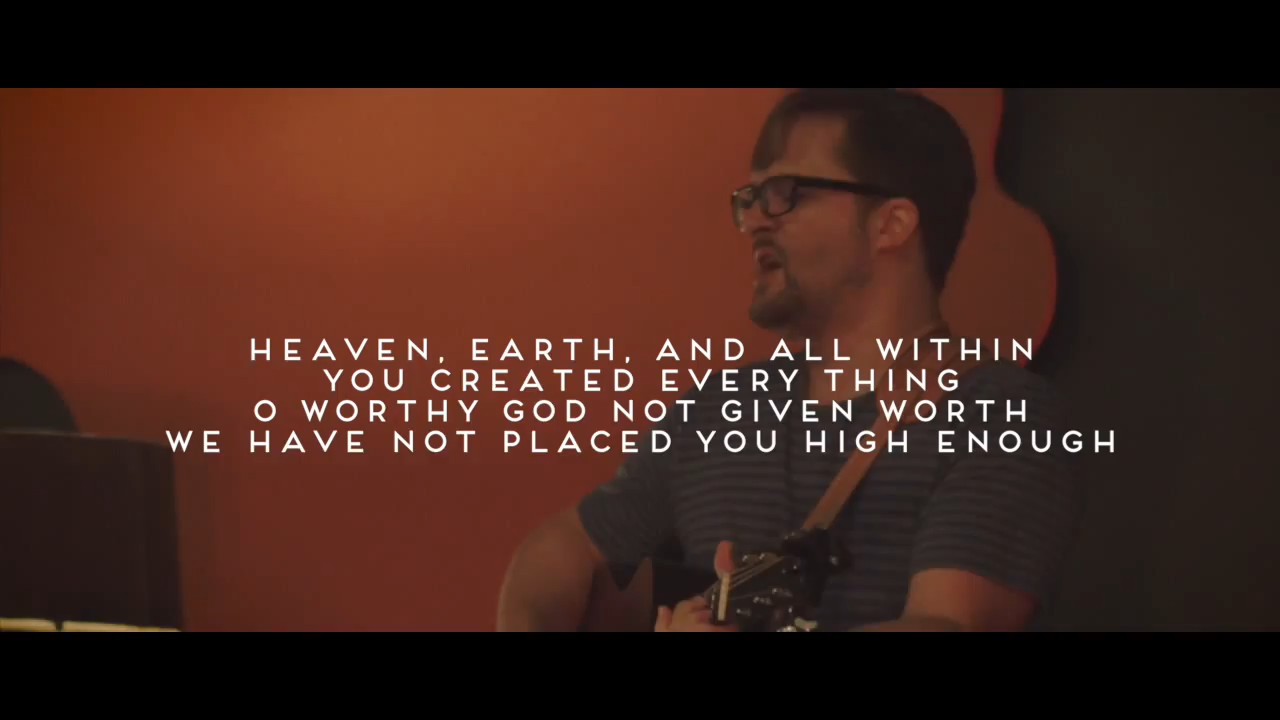 HEAVEN, EARTH, AND ALL WITHIN
YOU CREATED EVERY THING
O WORTHY GOD NOT GIVEN WORTH
WE HAVE NOT PLACED YOU HIGH ENOUGH